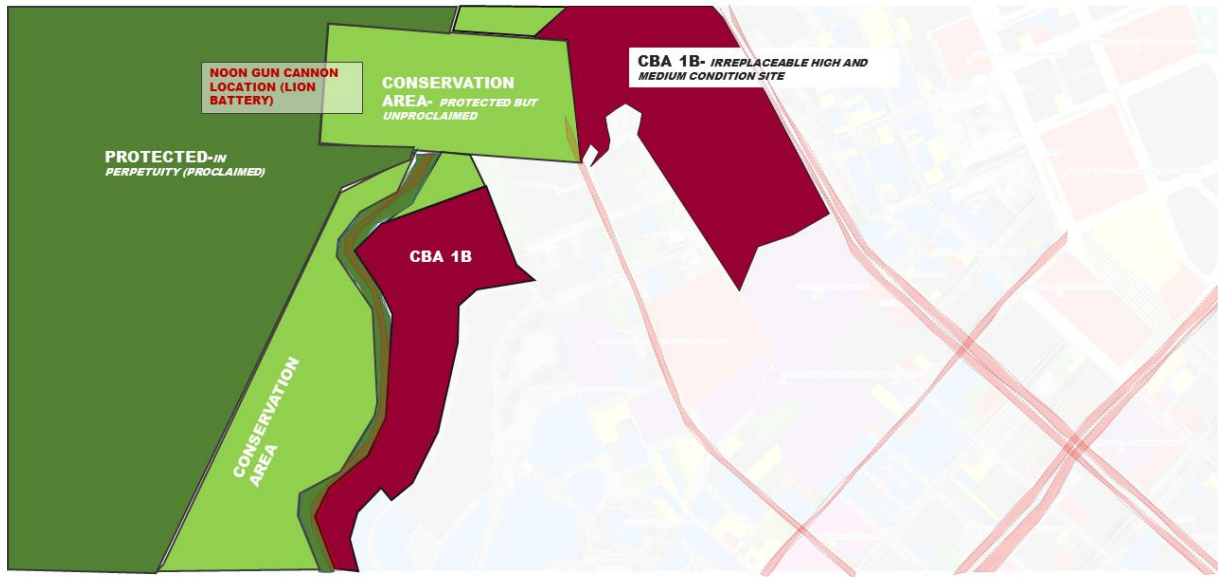 NOON GUN CANNON
LOCATION (LION
BATTERY)
CONSERVATION
AREA- PROTECTED BUT
UNPROCLAIMED
CBA 1B- IRREPLACEABLE HIGH AND
MEDIUM CONDITION SITE
PROTECTED-IN
PERPETUITY (PROCLAIMED)
CBA 1B
CONSERVATION
AREA